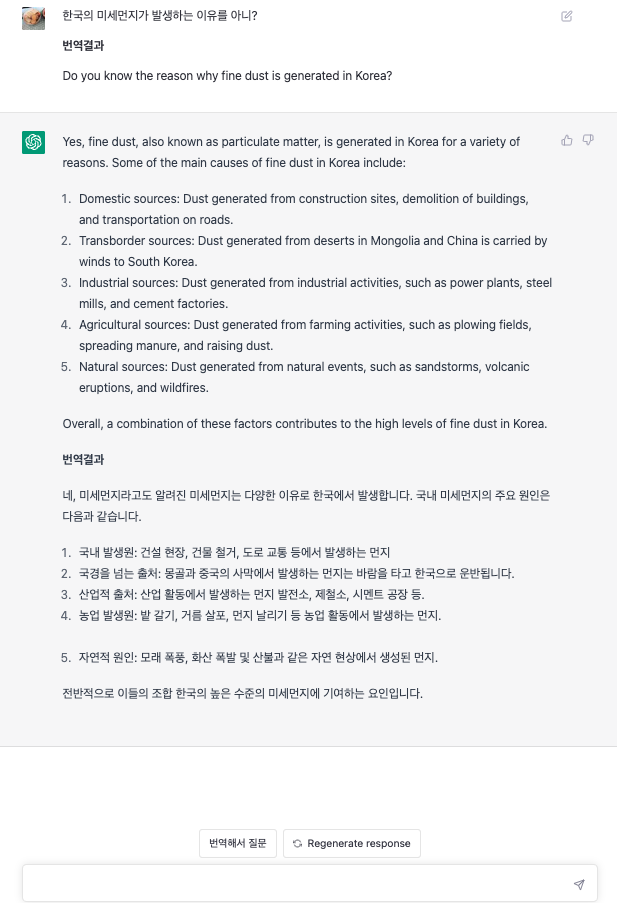 한국의 미세먼지가 발생하는 이유를 아니?
번역결과
Do you know the reason why fine dust is generated in Korea?
Yes, fine dust, also known as particulate matter, is generated in Korea for a variety of
reasons. Some of the main causes of fine dust in Korea include:
1. Domestic sources: Dust generated from construction sites, demolition of buildings,
and transportation on roads.
2. Transborder sources: Dust generated from deserts in Mongolia and China is carried by
winds to South Korea.
3. Industrial sources: Dust generated from industrial activities, such as power plants, steel
mills, and cement factories.
4. Agricultural sources: Dust generated from farming activities, such as plowing fields,
spreading manure, and raising dust.
5. Natural sources: Dust generated from natural events, such as sandstorms, volcanic
eruptions, and wildfires.
Overall, a combination of these factors contributes to the high levels of fine dust in Korea.
번역결과
네, 미세먼지라고도 알려진 미세먼지는 다양한 이유로 한국에서 발생합니다. 국내 미세먼지의 주요 원인은
다음과 같습니다.
1. 국내 발생원: 건설 현장, 건물 철거, 도로 교통 등에서 발생하는 먼지
2. 국경을 넘는 출처: 몽골과 중국의 사막에서 발생하는 먼지는 바람을 타고 한국으로 운반됩니다.
3. 산업적 출처: 산업 활동에서 발생하는 먼지 발전소, 제철소, 시멘트 공장 등.
4. 농업 발생원: 밭 갈기, 거름 살포, 먼지 날리기 등 농업 활동에서 발생하는 먼지.
5. 자연적 원인: 모래 폭풍, 화산 폭발 및 산불과 같은 자연 현상에서 생성된 먼지.
전반적으로 이들의 조합 한국의 높은 수준의 미세먼지에 기여하는 요인입니다.
번역해서 질문
Regenerate response